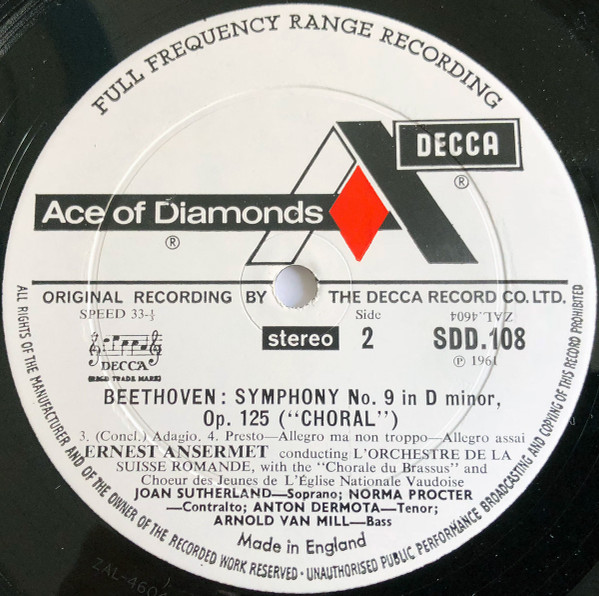 FULL FREQUENCY RANGE RECORDING
DECCA
®
Ace of Diamonds
®
ORIGINAL RECORDING BY THE DECCA RECORD CO. LTD.
SPEED 33-⅓
Side
ZAL.4604
stereo 2 SDD.108
DECCA
(REGD TRADE MARK)
℗ 1961
BEETHOVEN: SYMPHONY No. 9 in D minor,
Op. 125 ("CHORAL")
3. (Concl.) Adagio. 4. Presto—Allegro ma non troppo—Allegro assai
ERNEST ANSERMET conducting L'ORCHESTRE DE LA
SUISSE ROMANDE, with the "Chorale du Brassus" and
Choeur des Jeunes de L'Église Nationale Vaudoise
JOAN SUTHERLAND—Soprano; NORMA PROCTER
—Contralto; ANTON DERMOTA—Tenor;
ARNOLD VAN MILL—Bass
Made in England
ALL RIGHTS OF THE MANUFACTURER AND OF THE OWNER OF THE RECORDED WORK RESERVED · UNAUTHORISED PUBLIC PERFORMANCE BROADCASTING AND COPYING OF THIS RECORD PROHIBITED